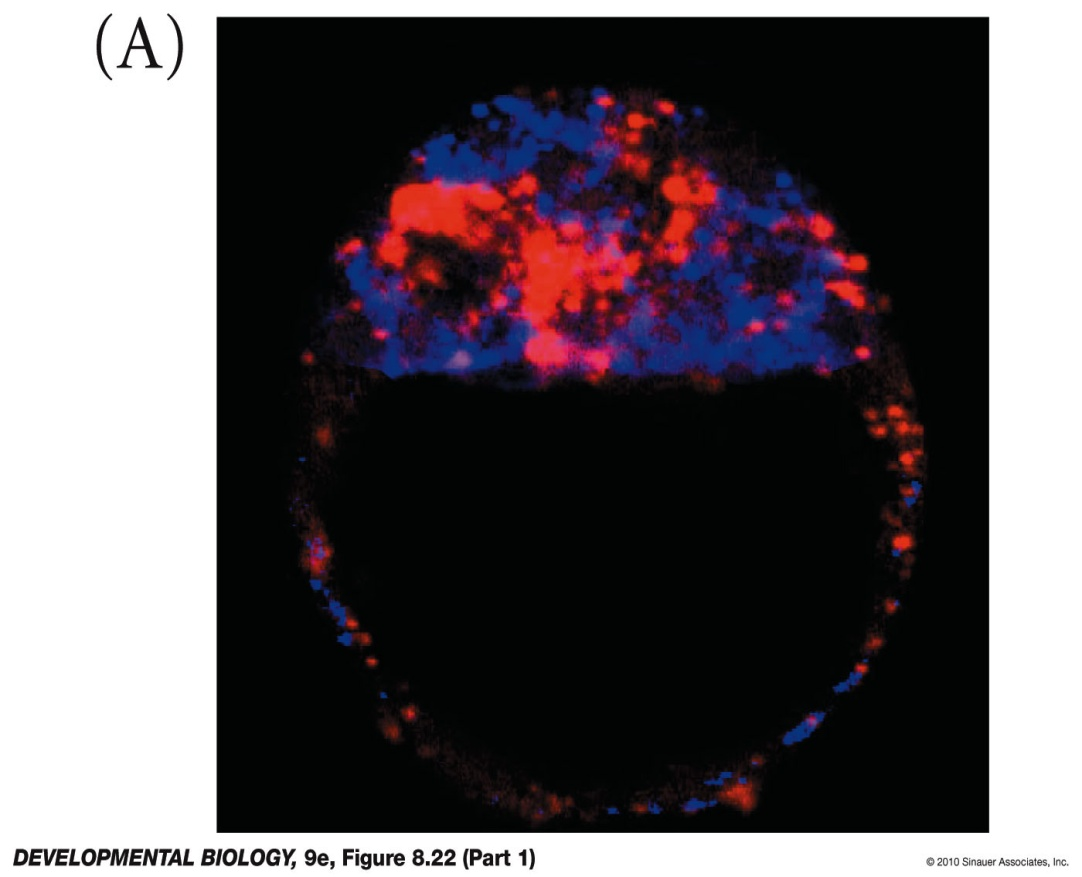 (A)
DEVELOPMENTAL BIOLOGY, 9e, Figure 8.22 (Part 1)
© 2010 Sinauer Associates, Inc.